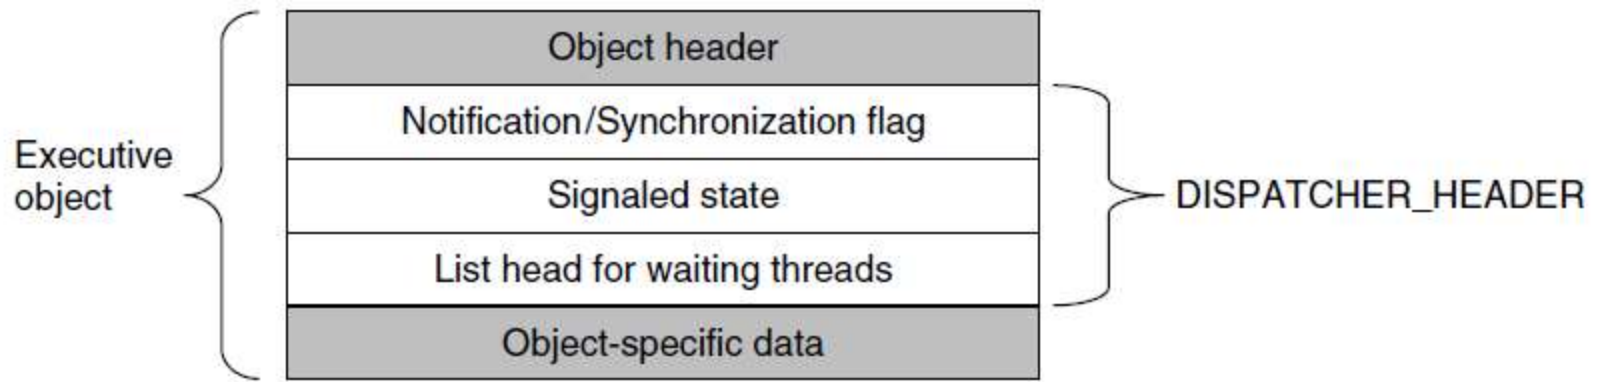 Object header
Notification/Synchronization flag
Executive
object
Signaled state
DISPATCHER_HEADER
List head for waiting threads
Object-specific data